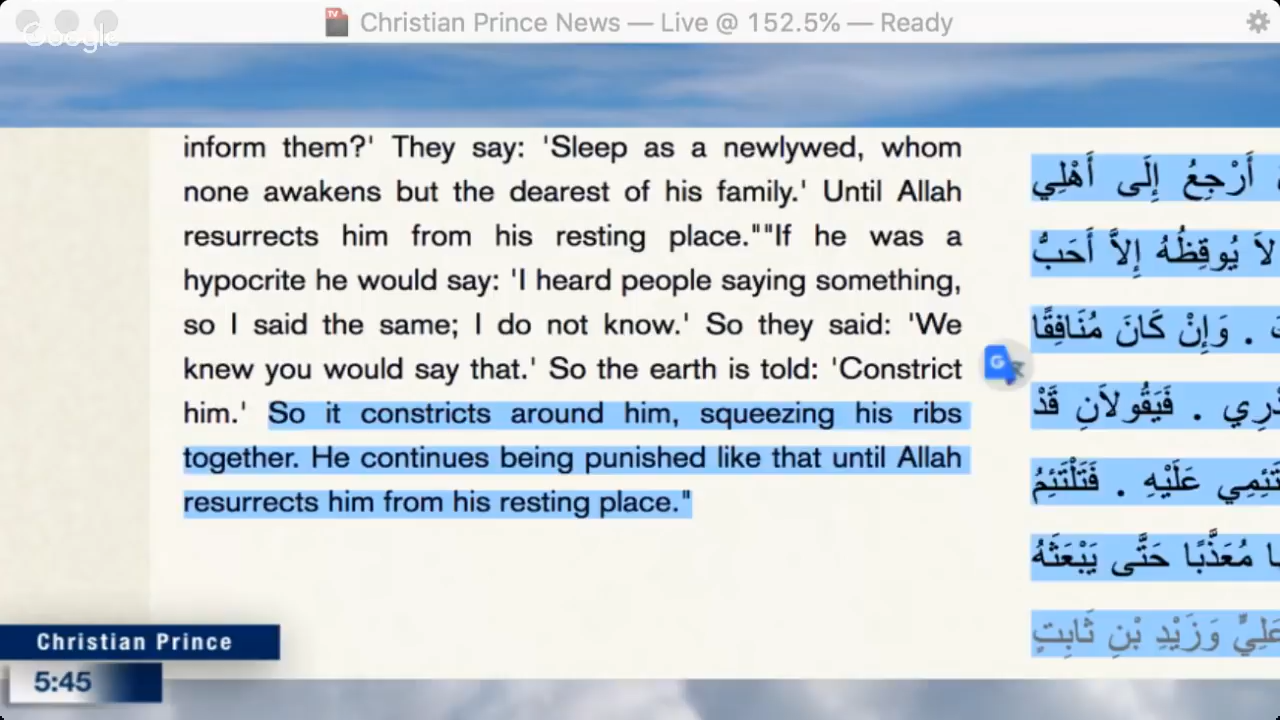 Christian Prince News — Live @ 152.5% — Ready
Google
inform them?' They say: 'Sleep as a newlywed, whom
none awakens but the dearest of his family.' Until Allah
resurrects him from his resting place.""If he was a
hypocrite he would say: 'I heard people saying something,
so I said the same; I do not know.' So they said: 'We
knew you would say that.' So the earth is told: 'Constrict
him.' So it constricts around him, squeezing his ribs
together. He continues being punished like that until Allah
resurrects him from his resting place."
أَرْجِعُ إِلَى أَهْلِي
لاَ يُوقِظُهُ إِلاَّ أَحَبُّ
. وَإِنْ كَانَ مُنَافِقًا
. فَيَقُولاَنِ قَدْ
عَلَيْهِ . فَتَلْتَئِمُ
مُعَذَّبًا حَتَّى يَبْعَثَهُ
وَزَيْدِ بْنِ ثَابِتٍ
Christian Prince
5:45